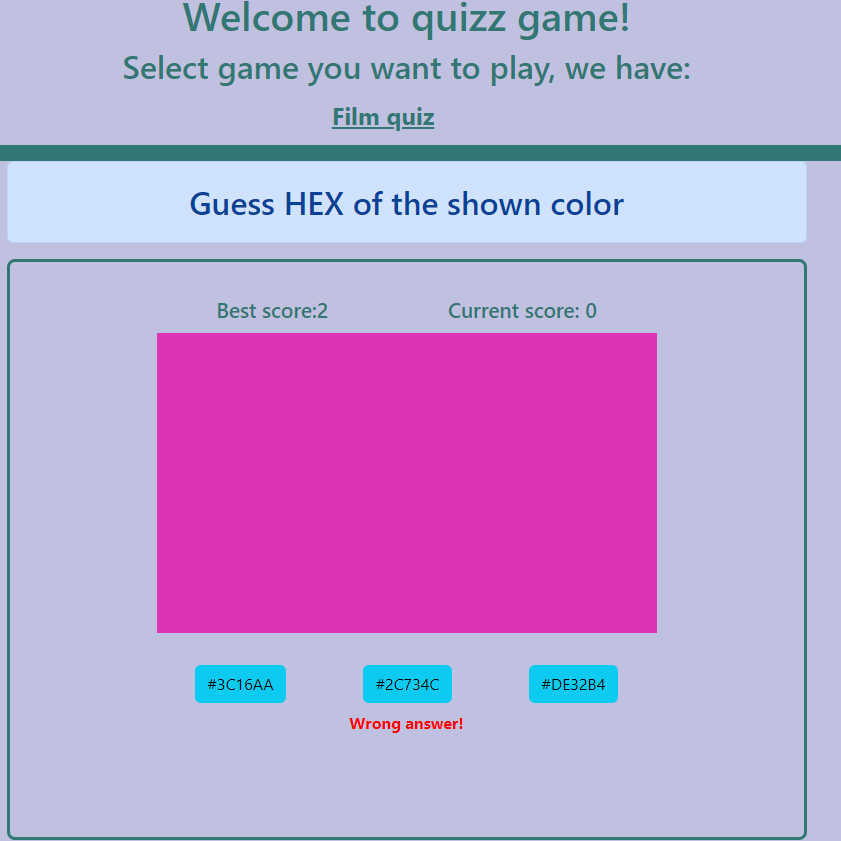 Welcome to quizz game!
Select game you want to play, we have:
Film quiz
Guess HEX of the shown color
Best score:2 Current score: 0
#3C16AA #2C734C #DE32B4
Wrong answer!